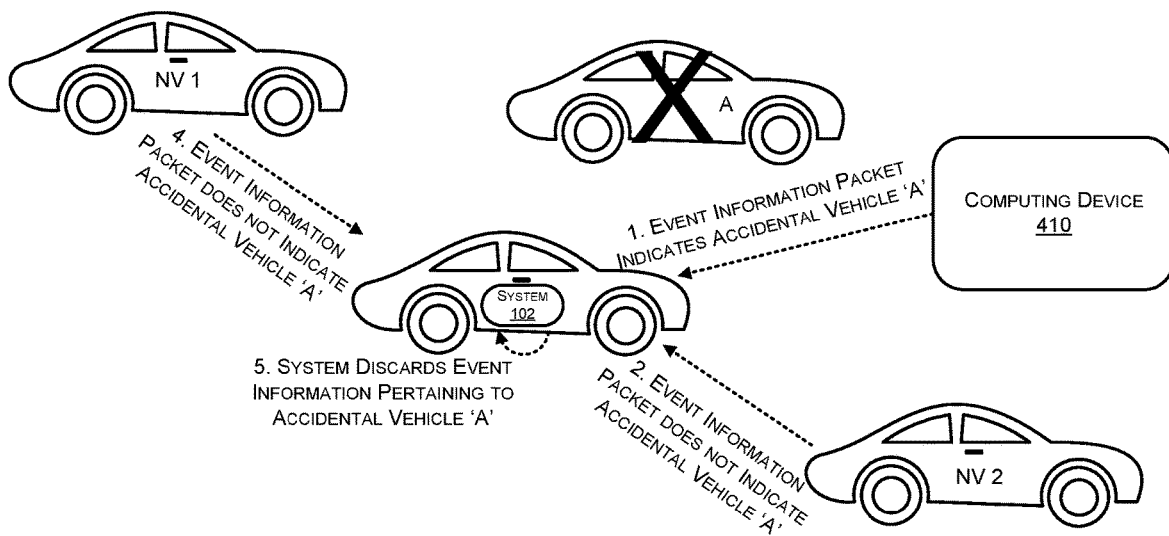 NV 1
A
4. EVENT INFORMATION
PACKET DOES NOT INDICATE
ACCIDENTAL VEHICLE ‘A’
1. EVENT INFORMATION PACKET
INDICATES ACCIDENTAL VEHICLE ‘A’
COMPUTING DEVICE
410
SYSTEM
102
5. SYSTEM DISCARDS EVENT
INFORMATION PERTAINING TO
ACCIDENTAL VEHICLE ‘A’
2. EVENT INFORMATION
PACKET DOES NOT INDICATE
ACCIDENTAL VEHICLE ‘A’
NV 2